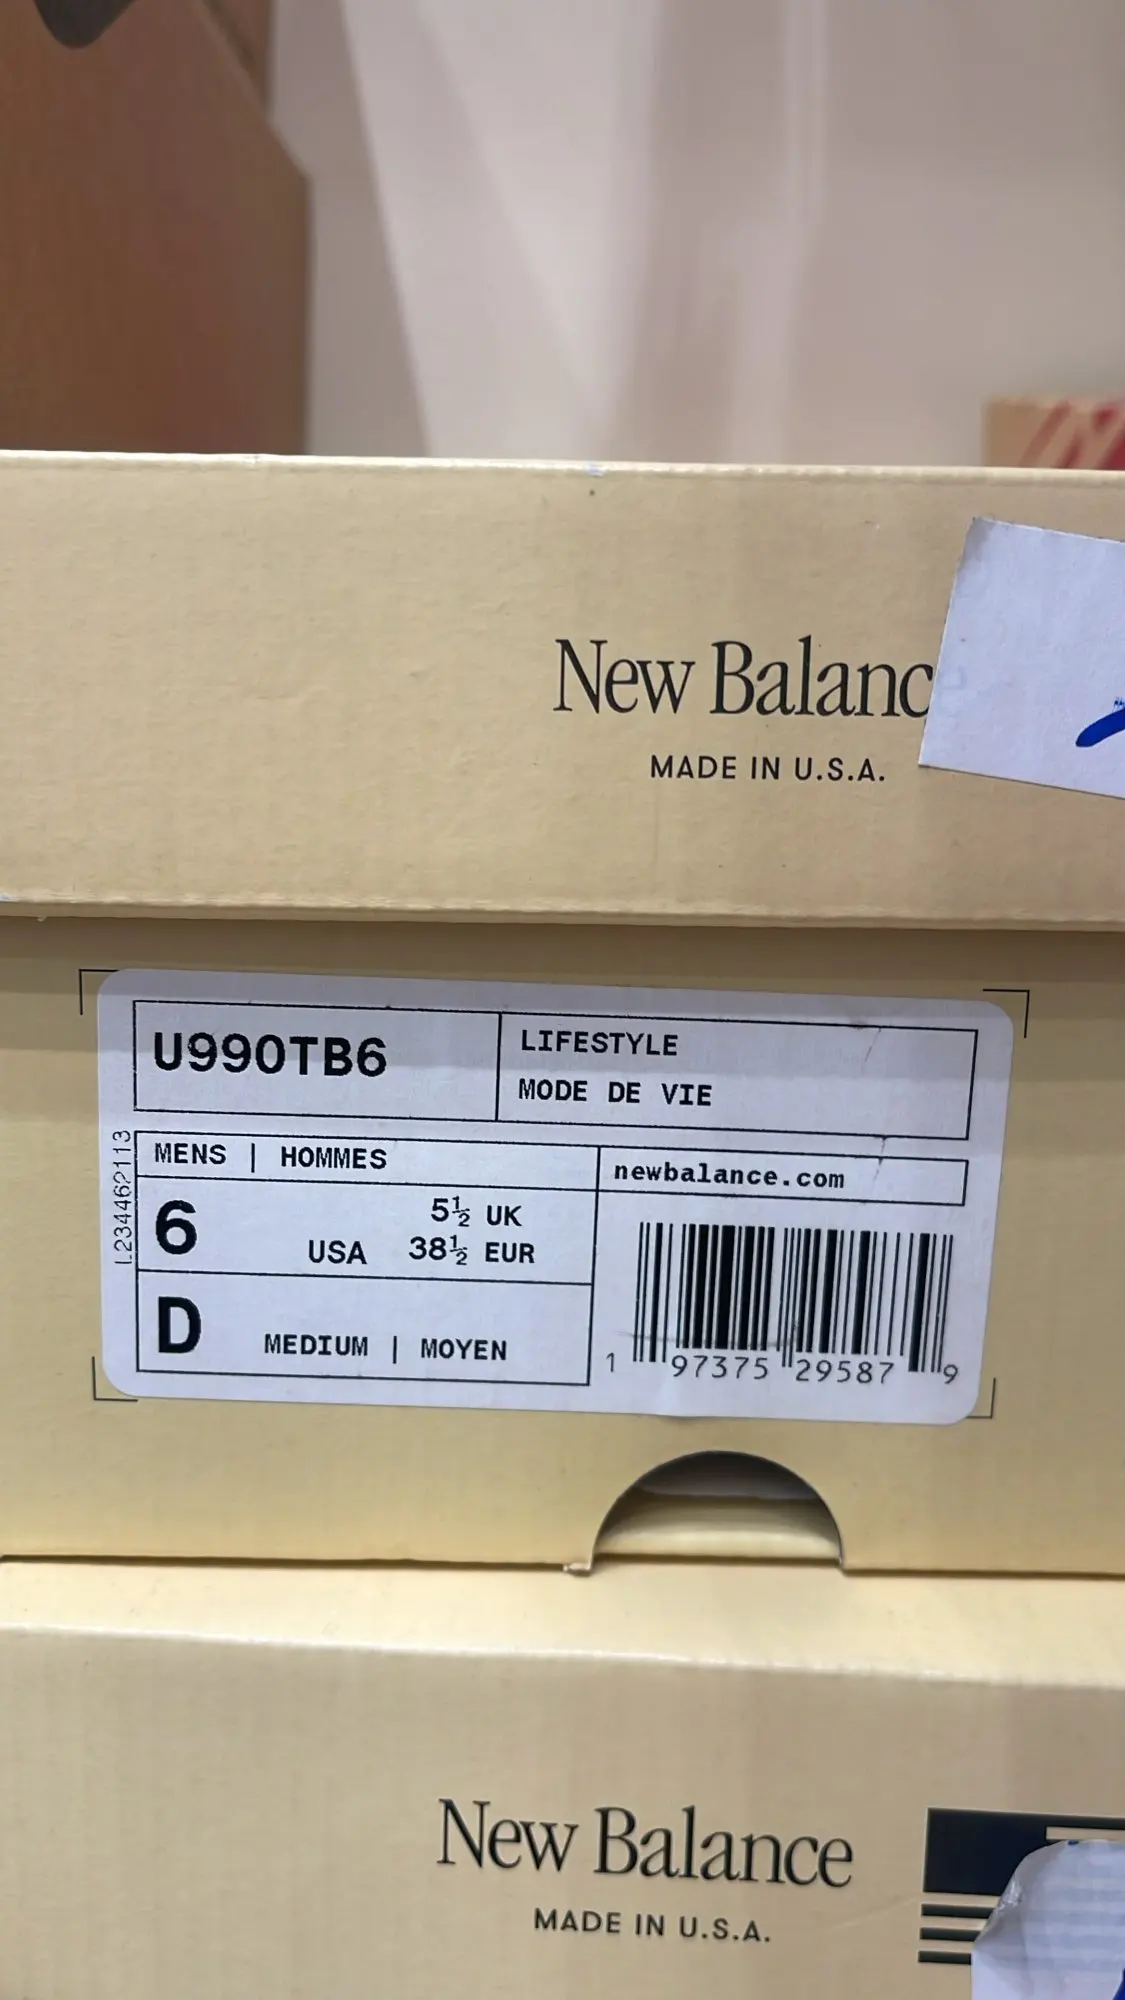 New Balanc
MADE IN U.S.A.
U990TB6
LIFESTYLE
MODE DE VIE
L234462113
MENS | HOMMES
newbalance.com
6
USA
5½ UK
38½ EUR
D
MEDIUM | MOYEN
1 97375 29587 9
New Balance
MADE IN U.S.A.